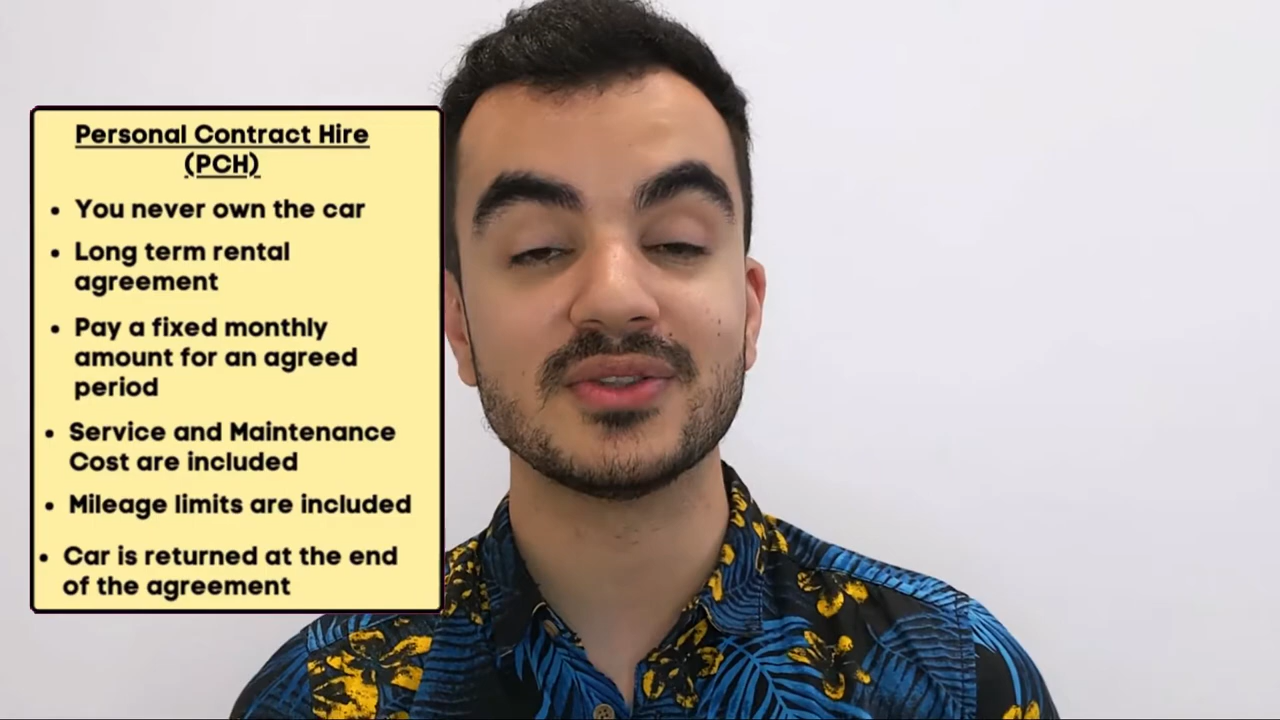 Personal Contract Hire
(PCH)
• You never own the car
• Long term rental
agreement
• Pay a fixed monthly
amount for an agreed
period
• Service and Maintenance
Cost are included
• Mileage limits are included
• Car is returned at the end
of the agreement